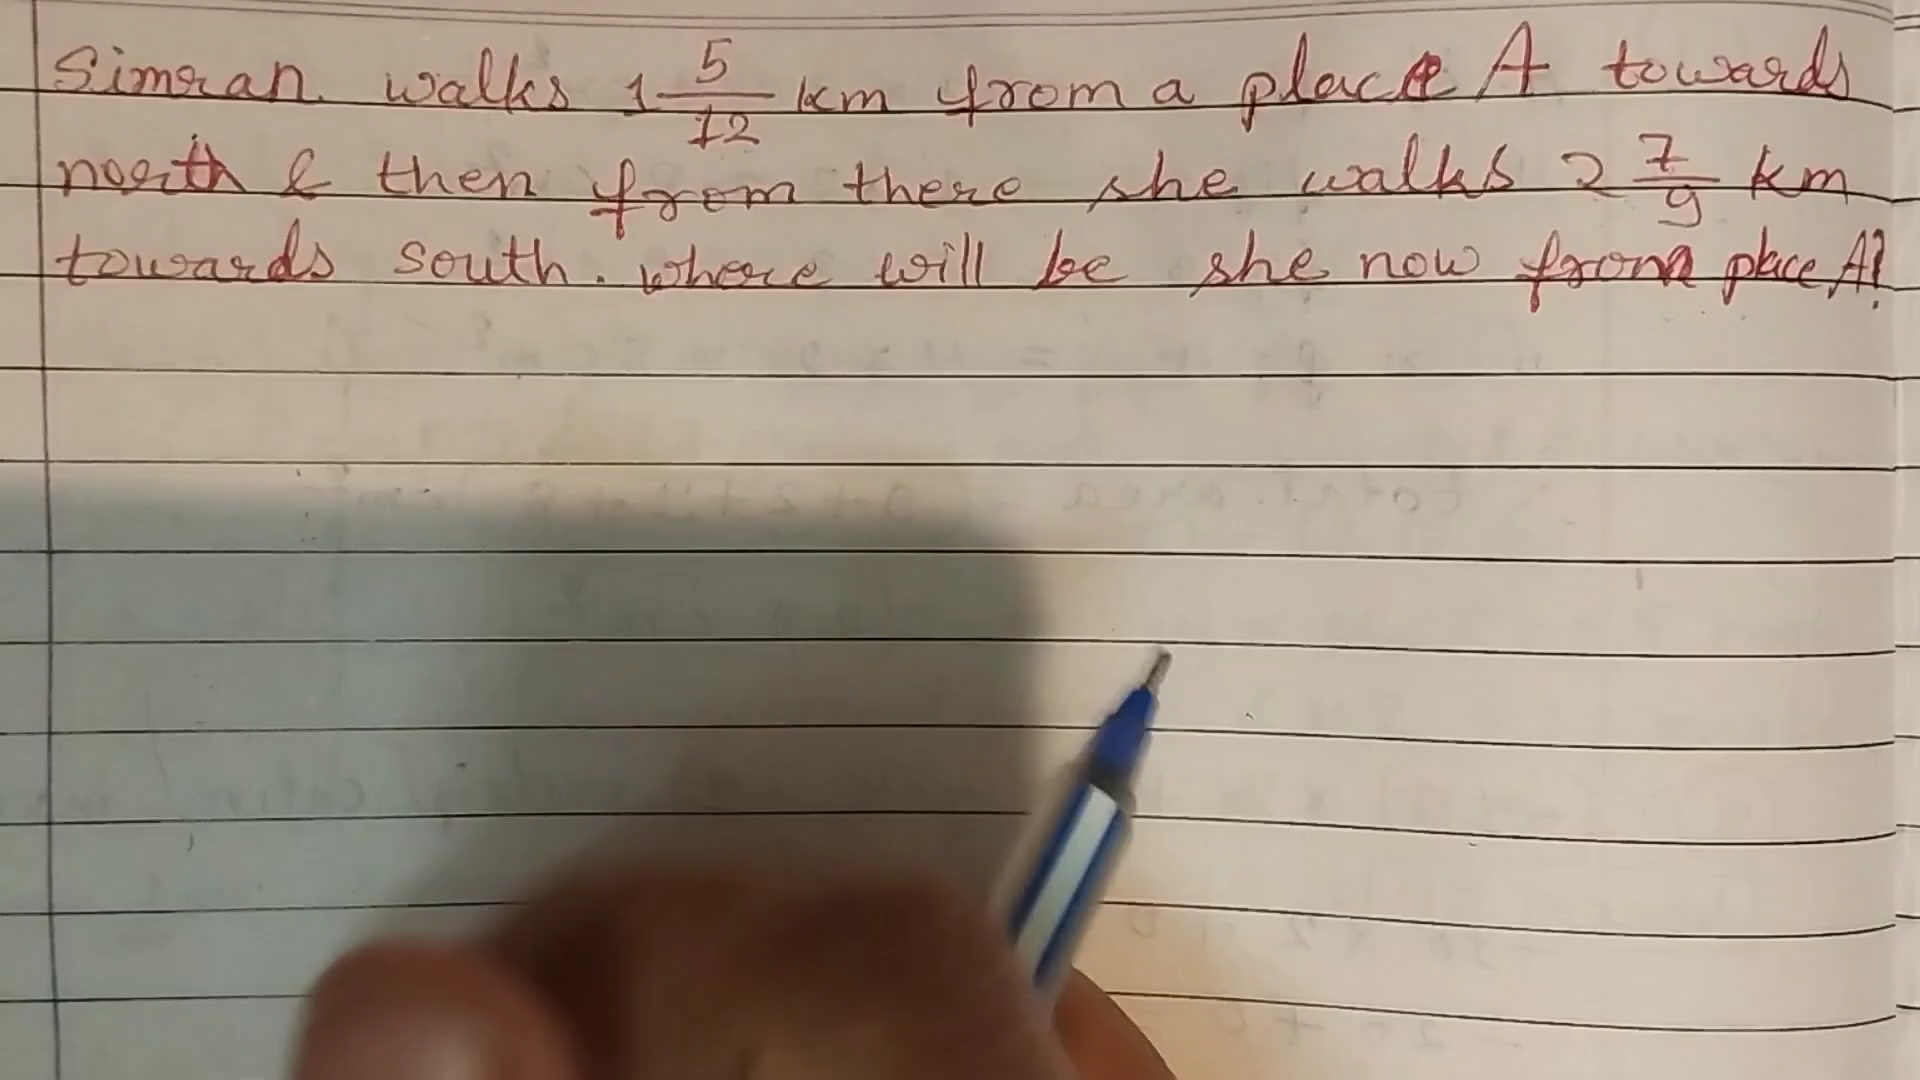 Simran walks 1 5/12 km from a place A towards
north & then from there she walks 2 7/9 km
towards south. where will be she now from place A?